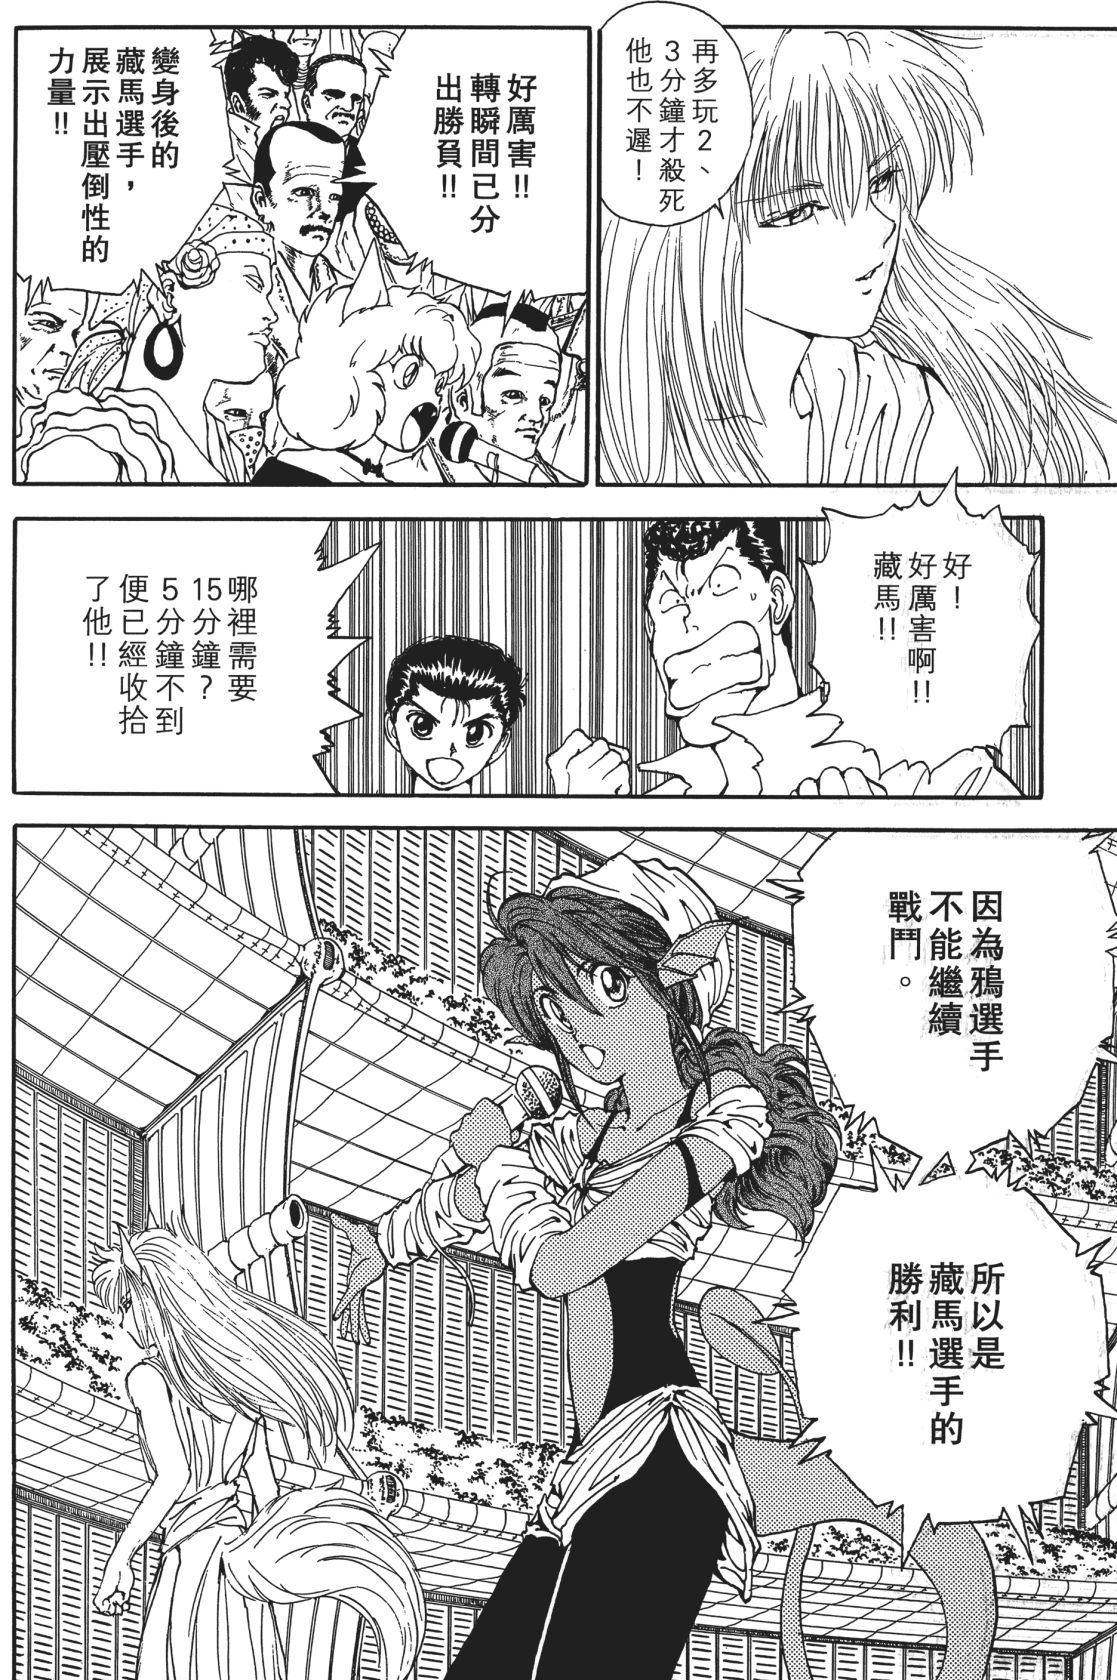 再多玩2、
3分鐘才殺死
他也不遲！
好厲害!!
轉瞬間已分
出勝負!!
變身後的
藏馬選手，
展示出壓倒性的
力量!!
好！
好厲害啊!!
藏馬!!
哪裡需要
15分鐘？
5分鐘不到
便已經收拾
了他!!
因為鴉選手
不能繼續
戰鬥。
所以是
藏馬選手的
勝利!!